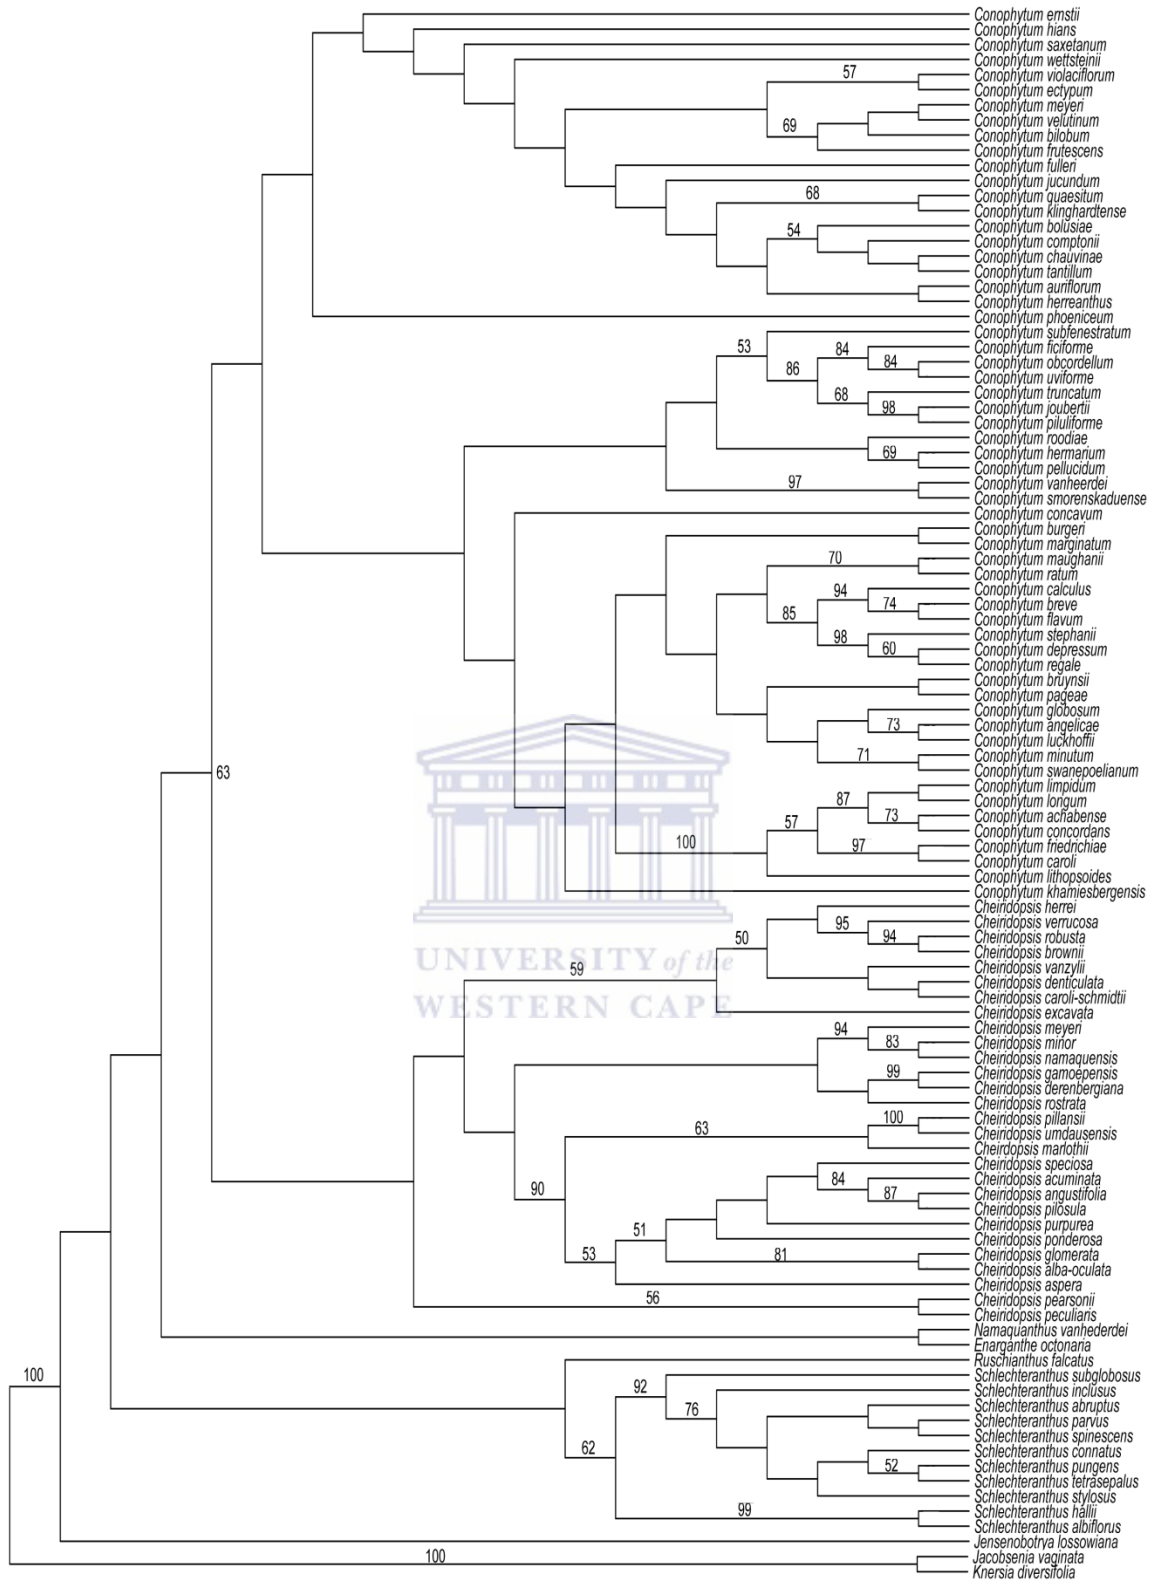 Conophytum ernstii
Conophytum hians
Conophytum saxetanum
Conophytum wettsteinii
57
Conophytum violaciflorum
Conophytum ectypum
Conophytum meyeri
Conophytum velutinum
69
Conophytum bilobum
Conophytum frutescens
Conophytum fulleri
Conophytum jucundum
68
Conophytum quaesitum
Conophytum klinghardtense
54
Conophytum bolusiae
Conophytum comptonii
Conophytum chauvinae
Conophytum tantillum
Conophytum auriflorum
Conophytum herreanthus
Conophytum phoeniceum
Conophytum subfenestratum
53
84
Conophytum ficiforme
86
84
Conophytum obcordellum
Conophytum uviforme
68
Conophytum truncatum
98
Conophytum joubertii
Conophytum piluliforme
Conophytum roodiae
69
Conophytum hermarium
Conophytum pellucidum
97
Conophytum vanheerdei
Conophytum smorenskaduense
Conophytum concavum
Conophytum burgeri
Conophytum marginatum
70
Conophytum maughanii
Conophytum ratum
94
Conophytum calculus
85
74
Conophytum breve
Conophytum flavum
98
Conophytum stephanii
60
Conophytum depressum
Conophytum regale
Conophytum bruynsii
Conophytum pageae
Conophytum globosum
73
Conophytum angelicae
Conophytum luckhoffii
71
Conophytum minutum
Conophytum swanepoelianum
63
Conophytum limpidum
87
Conophytum longum
57
73
Conophytum achabense
Conophytum concordans
100
97
Conophytum friedrichiae
Conophytum caroli
Conophytum lithopsoides
Conophytum khamiesbergensis
Cheiridopsis herrei
95
Cheiridopsis verrucosa
50
94
Cheiridopsis robusta
Cheiridopsis brownii
UNIVERSITY of the
59
Cheiridopsis vanzylii
Cheiridopsis denticulata
WESTERN CAPE
Cheiridopsis caroli-schmidtii
Cheiridopsis excavata
94
Cheiridopsis meyeri
83
Cheiridopsis minor
Cheiridopsis namaquensis
99
Cheiridopsis gamoepensis
Cheiridopsis derenbergiana
Cheiridopsis rostrata
100
Cheiridopsis pillansii
63
Cheiridopsis umdausensis
Cheirdopsis marlothii
Cheiridopsis speciosa
84
Cheiridopsis acuminata
90
87
Cheiridopsis angustifolia
Cheiridopsis pilosula
51
Cheiridopsis purpurea
Cheiridopsis ponderosa
53
81
Cheiridopsis glomerata
Cheiridopsis alba-oculata
Cheiridopsis aspera
56
Cheiridopsis pearsonii
Cheiridopsis peculiaris
Namaquanthus vanhederdei
Enarganthe octonaria
100
Ruschianthus falcatus
Schlechteranthus subglobosus
92
Schlechteranthus inclusus
76
Schlechteranthus abruptus
Schlechteranthus parvus
Schlechteranthus spinescens
62
Schlechteranthus connatus
52
Schlechteranthus pungens
Schlechteranthus tetrasepalus
Schlechteranthus stylosus
99
Schlechteranthus hallii
Schlechteranthus albiflorus
Jensenobotrya lossowiana
100
Jacobsenia vaginata
Knersia diversifolia